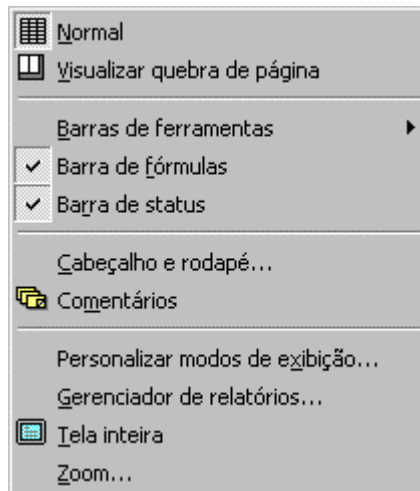 Normal
Visualizar quebra de página
Barras de ferramentas
Barra de fórmulas
Barra de status
Cabeçalho e rodapé...
Comentários
Personalizar modos de exibição...
Gerenciador de relatórios...
Tela inteira
Zoom...